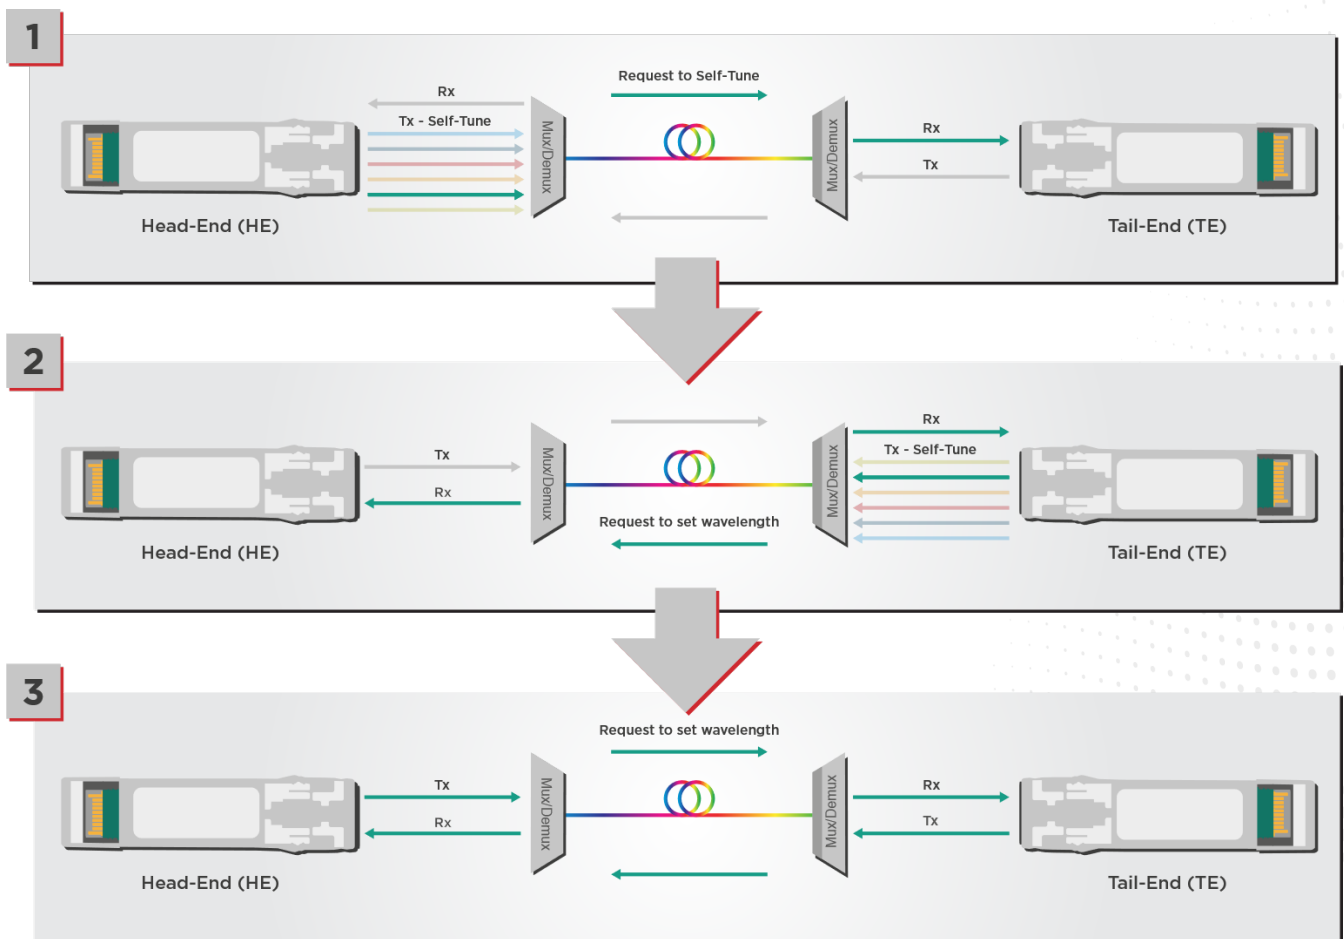 1
Request to Self-Tune
Rx
Tx - Self-Tune
Mux/Demux
Mux/Demux
Rx
Tx
Head-End (HE)
Tail-End (TE)
2
Tx
Rx
Mux/Demux
Request to set wavelength
Mux/Demux
Rx
Tx - Self-Tune
Head-End (HE)
Tail-End (TE)
3
Request to set wavelength
Tx
Rx
Mux/Demux
Mux/Demux
Rx
Tx
Head-End (HE)
Tail-End (TE)